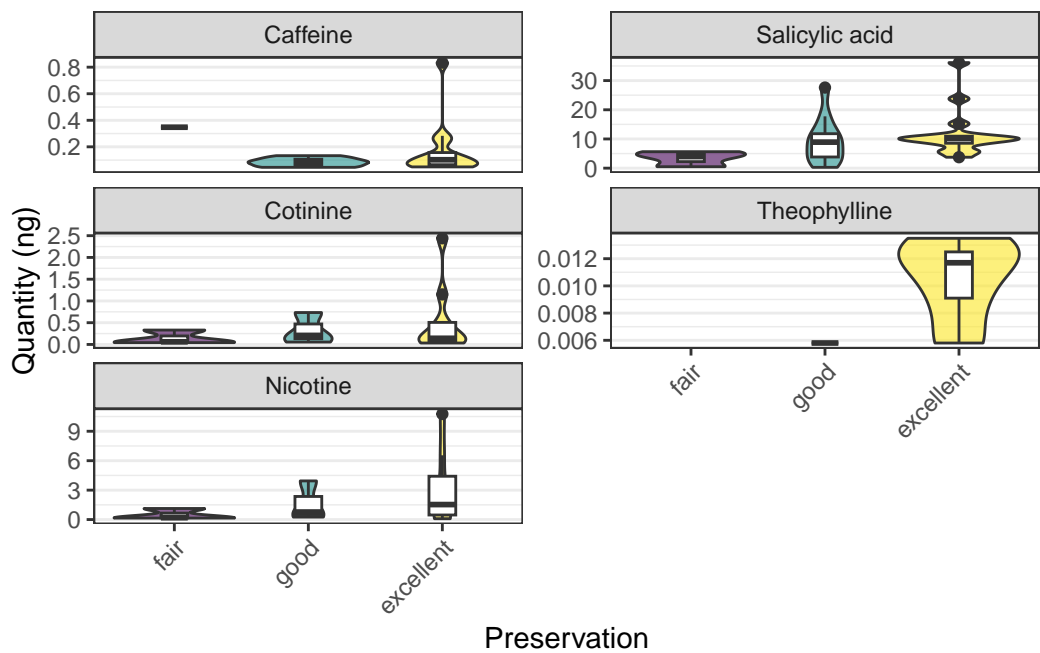 Caffeine
0.8
0.6
0.4
0.2
Salicylic acid
30
20
10
0
Cotinine
2.5
2.0
1.5
1.0
0.5
0.0
Theophylline
0.012
0.010
0.008
0.006
fair
good
excellent
Nicotine
9
6
3
0
fair
good
excellent
Quantity (ng)
Preservation